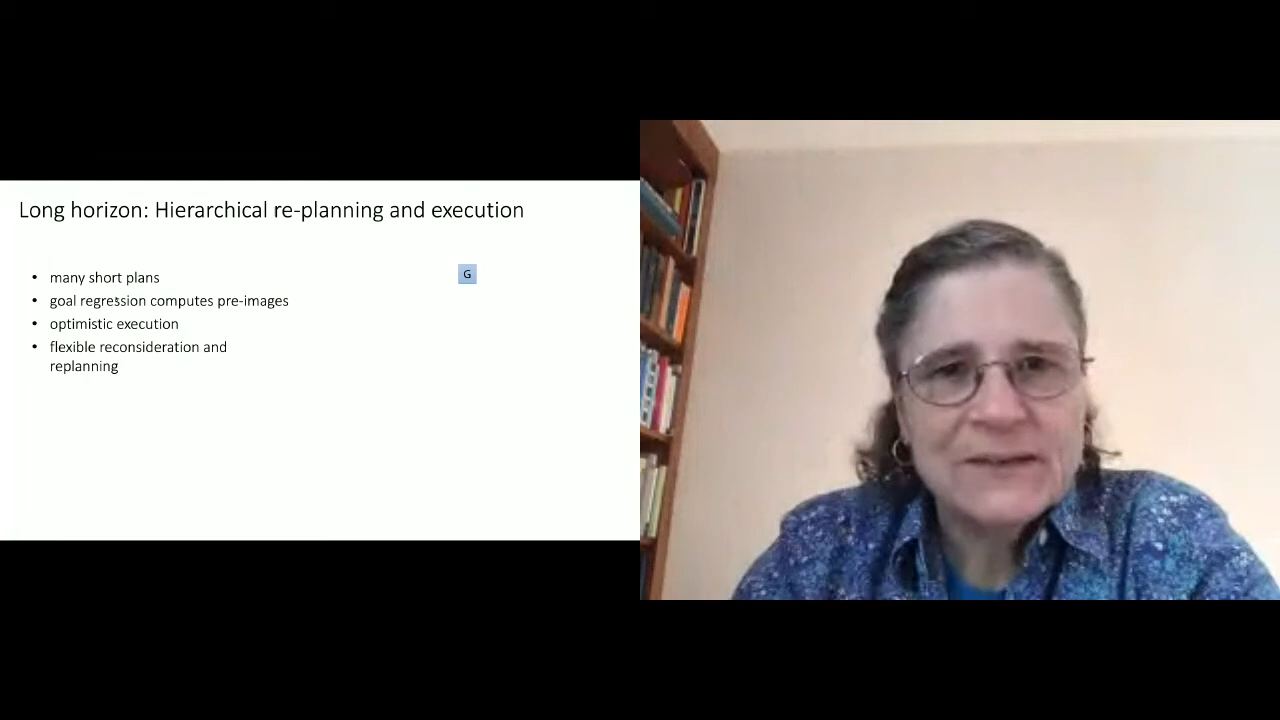 Long horizon: Hierarchical re-planning and execution
• many short plans
• goal regression computes pre-images
• optimistic execution
• flexible reconsideration and
replanning
G